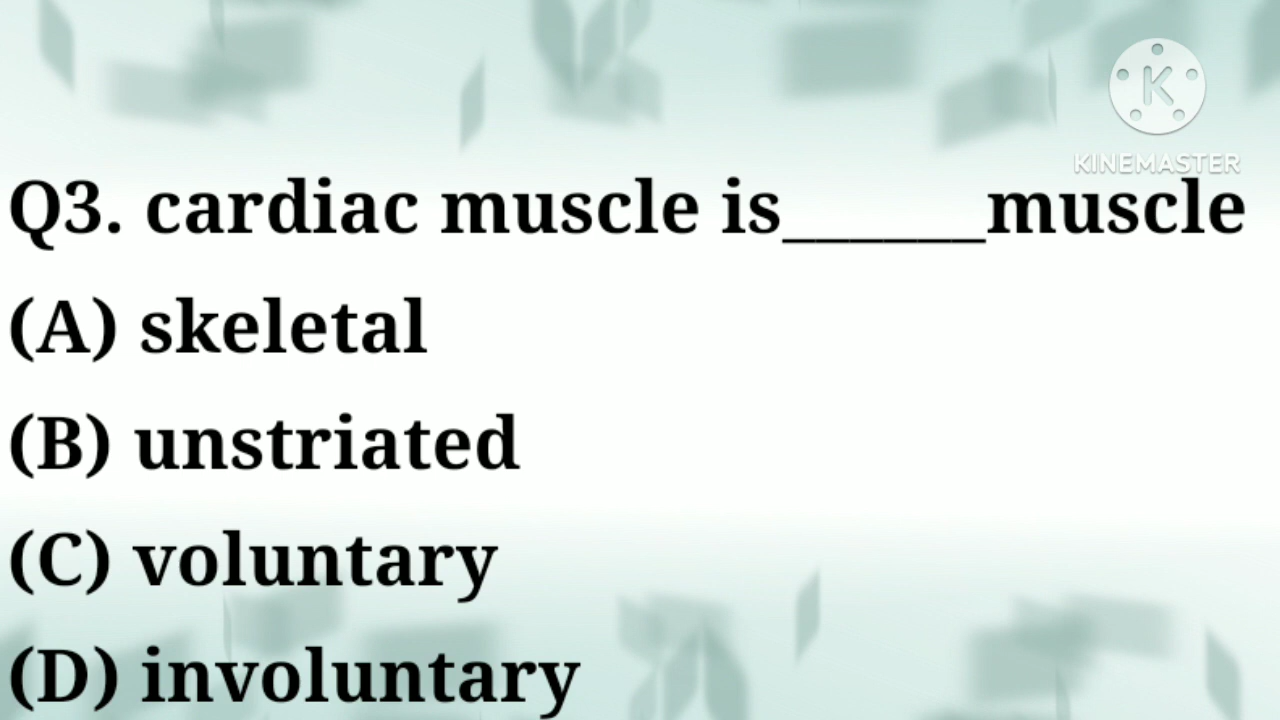 K
KINEMASTER
Q3. cardiac muscle is______muscle
(A) skeletal
(B) unstriated
(C) voluntary
(D) involuntary